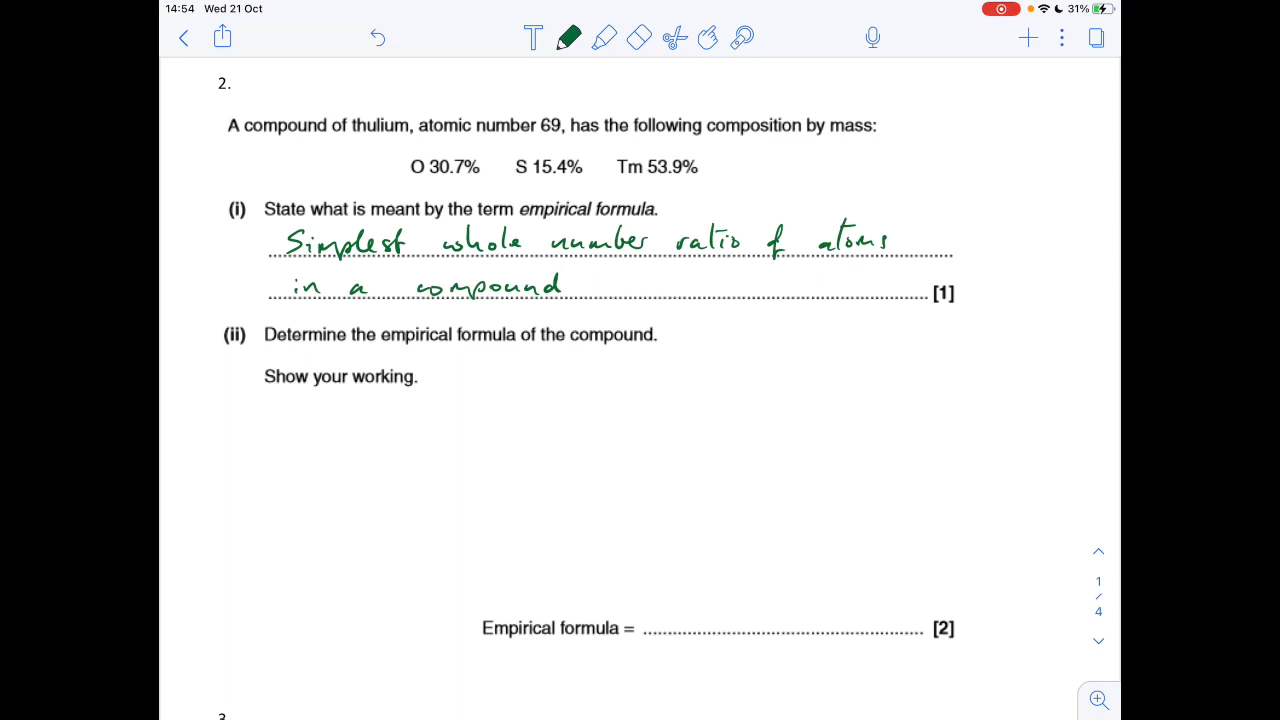 14:54 Wed 21 Oct
31%
T
2.
A compound of thulium, atomic number 69, has the following composition by mass:
O 30.7% S 15.4% Tm 53.9%
(i) State what is meant by the term empirical formula.
Simplest whole number ratio of atoms
in a compound
[1]
(ii) Determine the empirical formula of the compound.
Show your working.
1
/
4
Empirical formula = .................................................. [2]
3